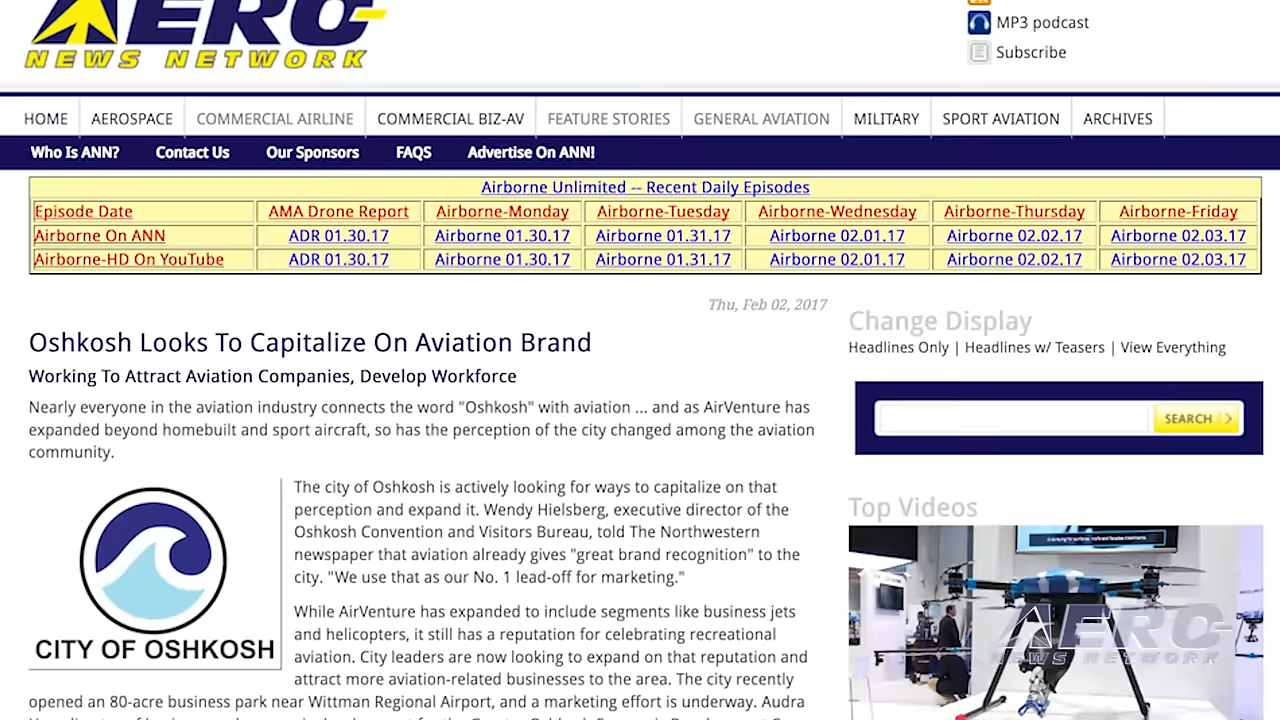 AERO
NEWS NETWORK
MP3 podcast
Subscribe
HOME AEROSPACE COMMERCIAL AIRLINE COMMERCIAL BIZ-AV FEATURE STORIES GENERAL AVIATION MILITARY SPORT AVIATION ARCHIVES
Who Is ANN? Contact Us Our Sponsors FAQS Advertise On ANN!
Airborne Unlimited -- Recent Daily Episodes
Episode Date AMA Drone Report Airborne-Monday Airborne-Tuesday Airborne-Wednesday Airborne-Thursday Airborne-Friday
Airborne On ANN ADR 01.30.17 Airborne 01.30.17 Airborne 01.31.17 Airborne 02.01.17 Airborne 02.02.17 Airborne 02.03.17
Airborne-HD On YouTube ADR 01.30.17 Airborne 01.30.17 Airborne 01.31.17 Airborne 02.01.17 Airborne 02.02.17 Airborne 02.03.17
Thu, Feb 02, 2017
Oshkosh Looks To Capitalize On Aviation Brand
Working To Attract Aviation Companies, Develop Workforce
Nearly everyone in the aviation industry connects the word "Oshkosh" with aviation ... and as AirVenture has
expanded beyond homebuilt and sport aircraft, so has the perception of the city changed among the aviation
community.
CITY OF OSHKOSH
The city of Oshkosh is actively looking for ways to capitalize on that
perception and expand it. Wendy Hielsberg, executive director of the
Oshkosh Convention and Visitors Bureau, told The Northwestern
newspaper that aviation already gives "great brand recognition" to the
city. "We use that as our No. 1 lead-off for marketing."
While AirVenture has expanded to include segments like business jets
and helicopters, it still has a reputation for celebrating recreational
aviation. City leaders are now looking to expand on that reputation and
attract more aviation-related businesses to the area. The city recently
opened an 80-acre business park near Wittman Regional Airport, and a marketing effort is underway. Audra
Change Display
Headlines Only | Headlines w/ Teasers | View Everything
SEARCH
Top Videos
AERO
NEWS NETWORK